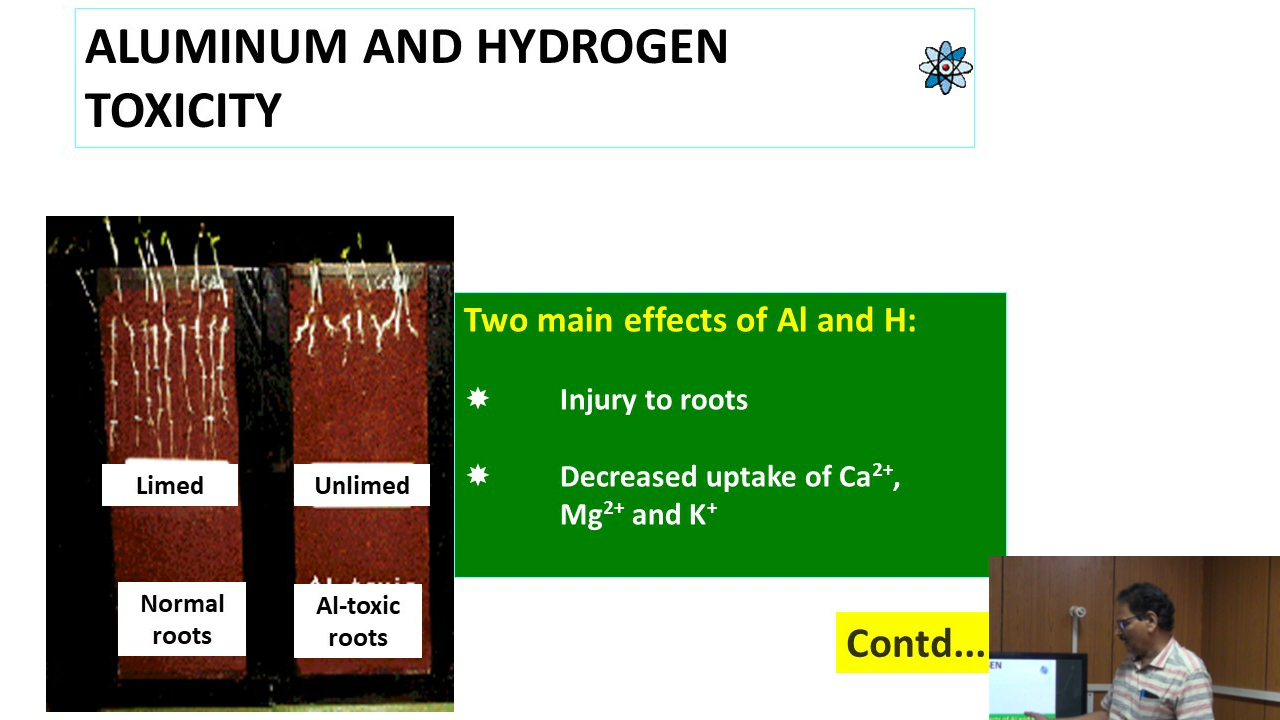 ALUMINUM AND HYDROGEN
TOXICITY
Two main effects of Al and H:
✸ Injury to roots
✸ Decreased uptake of Ca²⁺,
Mg²⁺ and K⁺
Limed
Unlimed
Normal
roots
Al-toxic
roots
Contd...